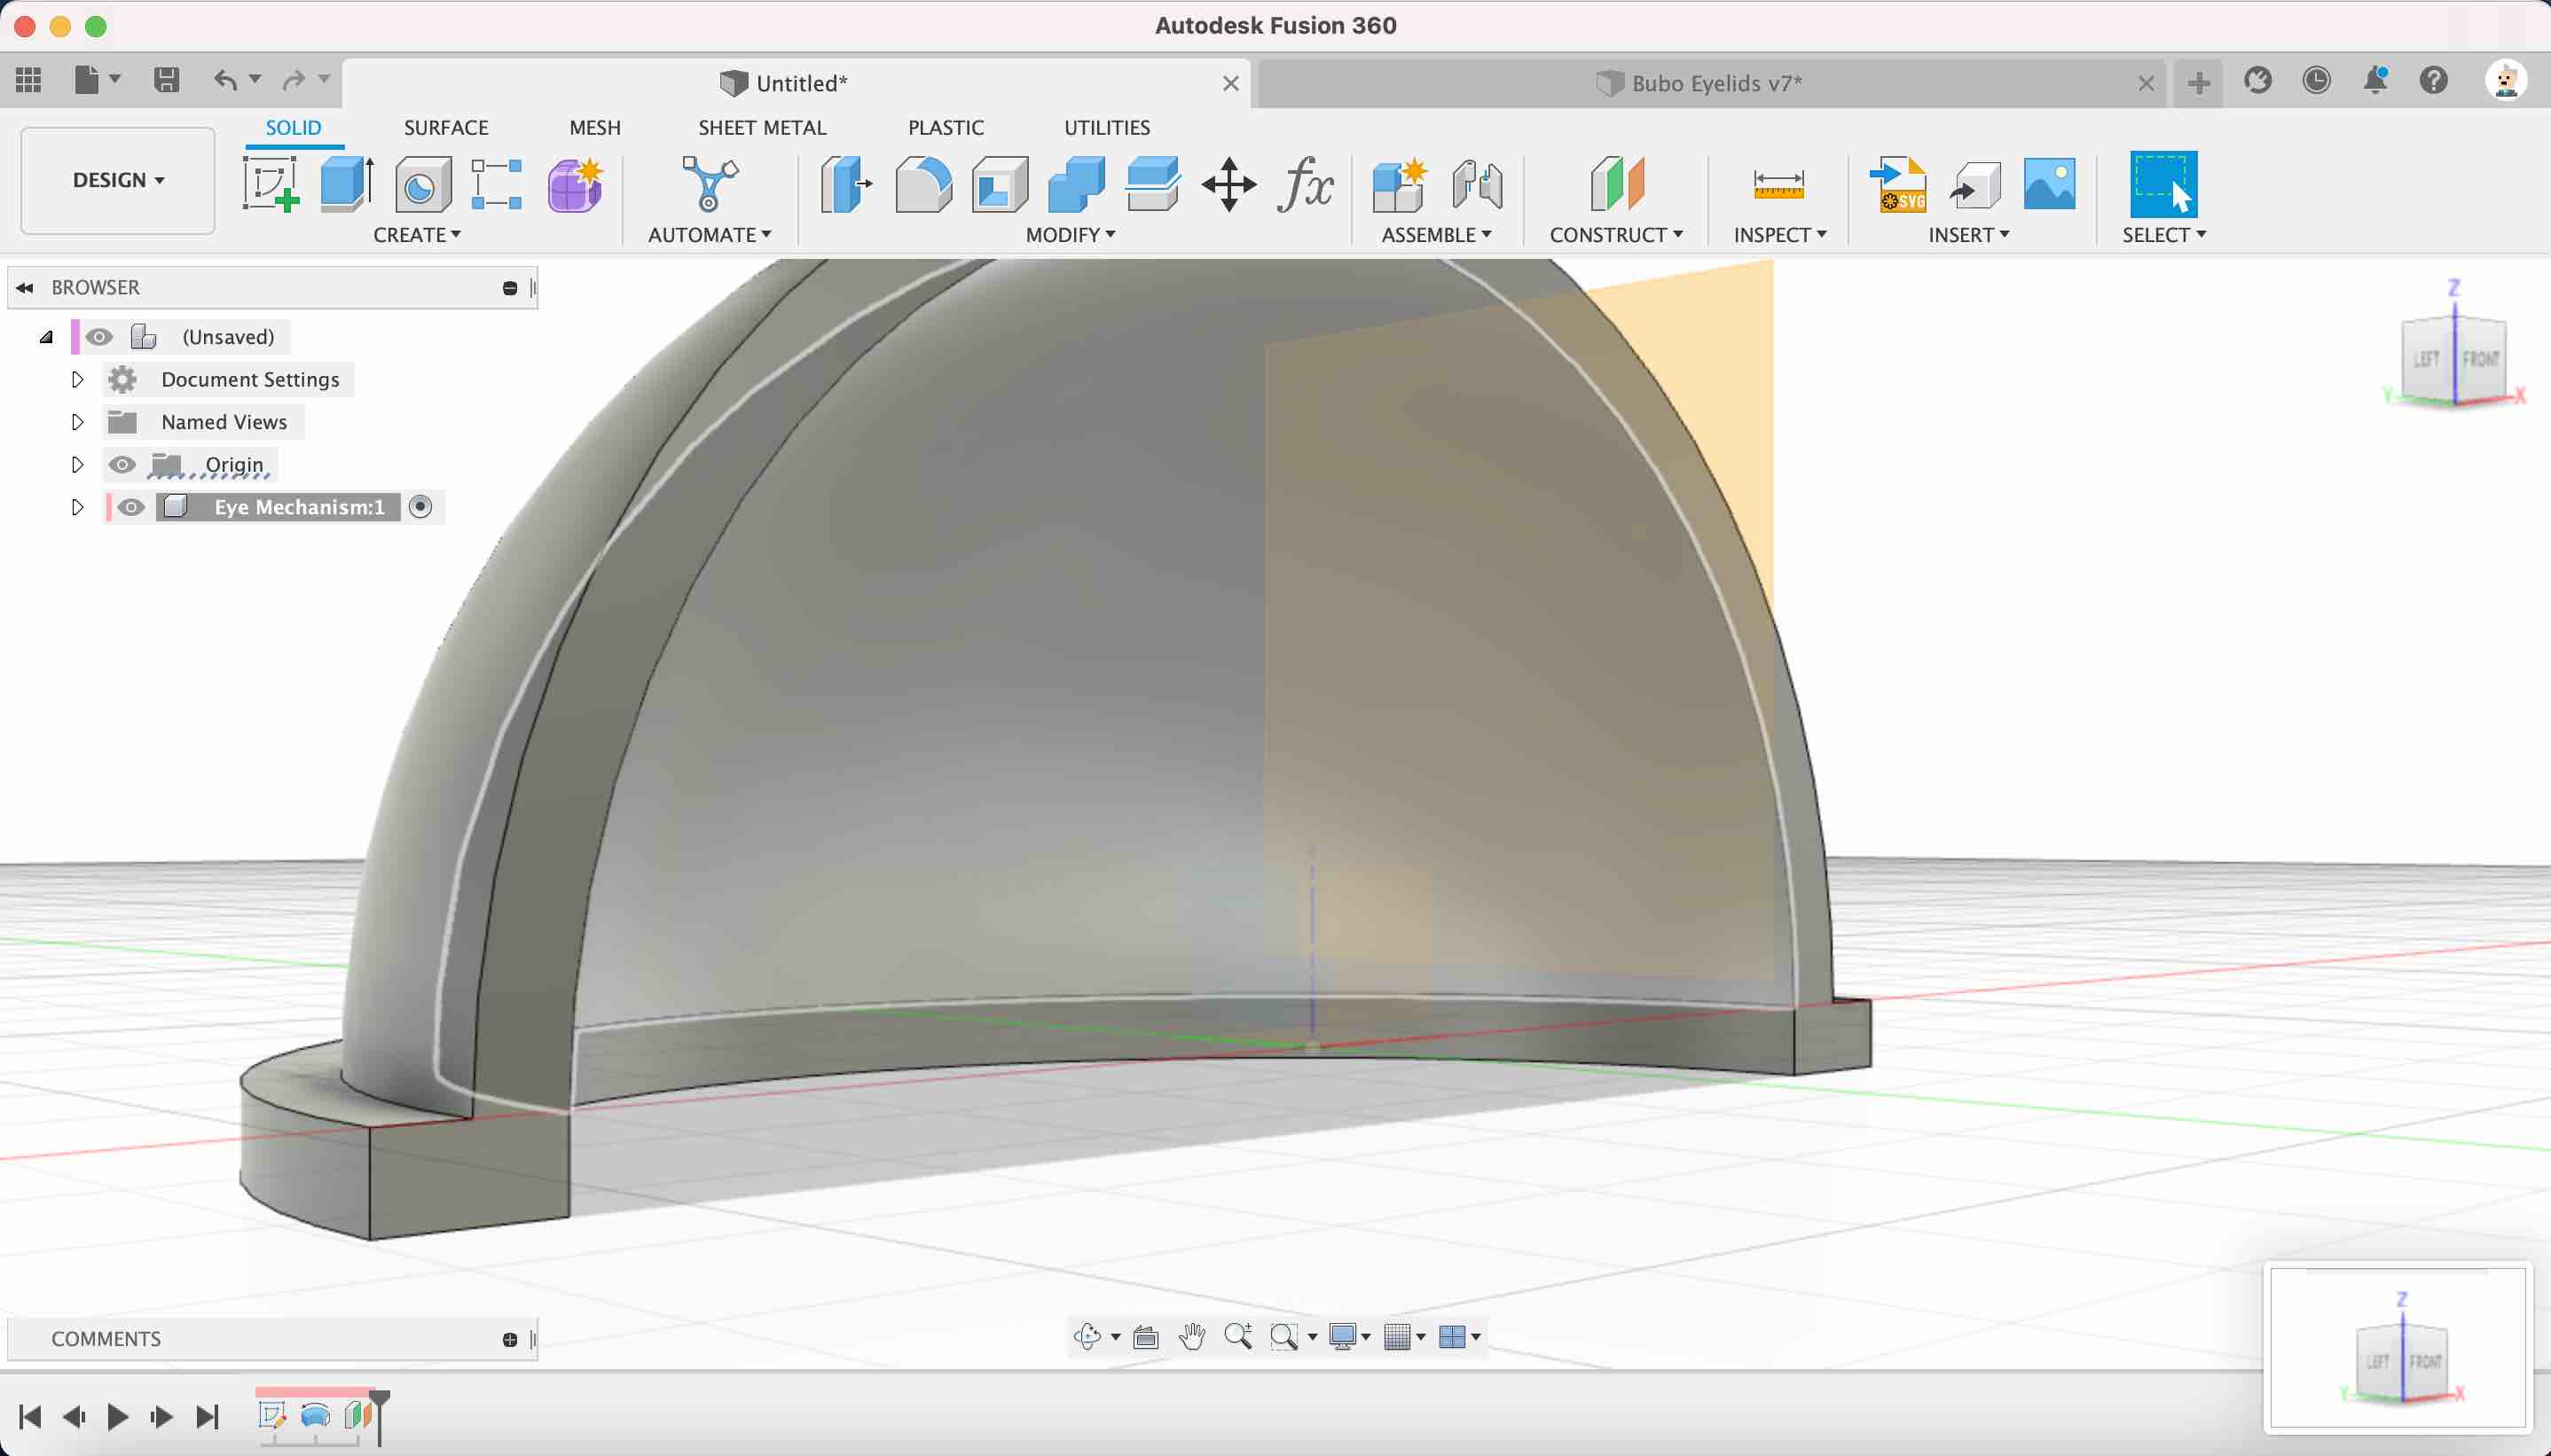 Autodesk Fusion 360
Untitled*
Bubo Eyelids v7*
SOLID
SURFACE
MESH
SHEET METAL
PLASTIC
UTILITIES
DESIGN
fx
SVG
CREATE
AUTOMATE
MODIFY
ASSEMBLE
CONSTRUCT
INSPECT
INSERT
SELECT
BROWSER
(Unsaved)
Document Settings
Named Views
Origin
Eye Mechanism:1
Z
LEFT
FRONT
Y
X
COMMENTS
Z
LEFT
FRONT
Y
X